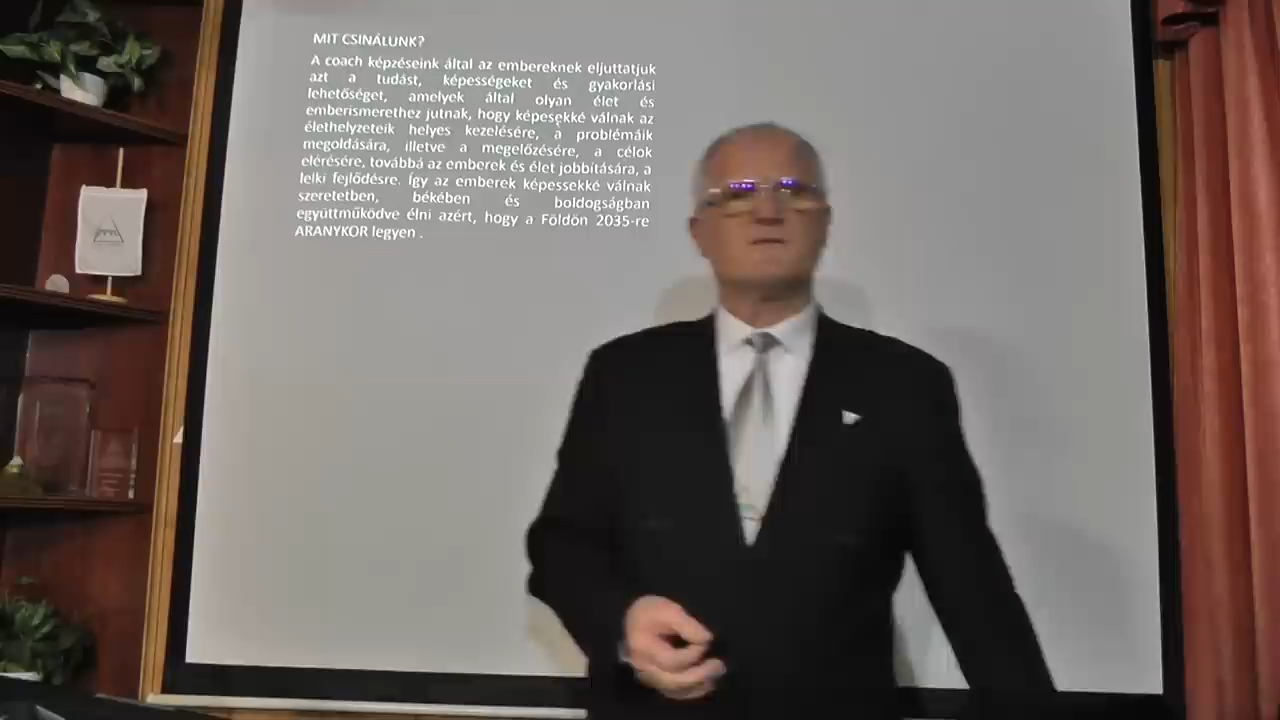 MIT CSINÁLUNK?
A coach képzéseink által az embereknek eljuttatjuk
azt a tudást, képességeket és gyakorlási
lehetőséget, amelyek által olyan élet és
emberismerethez jutnak, hogy képesekké válnak az
élethelyzeteik helyes kezelésére, a problémáik
megoldására, illetve a megelőzésére, a célok
elérésére, továbbá az emberek és élet jobbítására, a
lelki fejlődésre. Így az emberek képessekké válnak
szeretetben, békében és boldogságban
együttműködve élni azért, hogy a Földön 2035-re
ARANYKOR legyen .